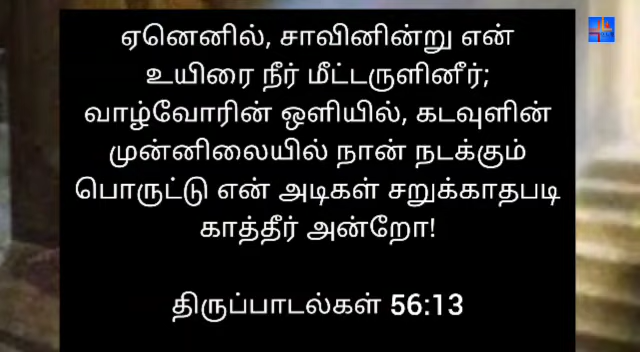 ஏனெனில், சாவினின்று என்
உயிரை நீர் மீட்டருளினீர்;
வாழ்வோரின் ஒளியில், கடவுளின்
முன்னிலையில் நான் நடக்கும்
பொருட்டு என் அடிகள் சறுக்காதபடி
காத்தீர் அன்றோ!
திருப்பாடல்கள் 56:13